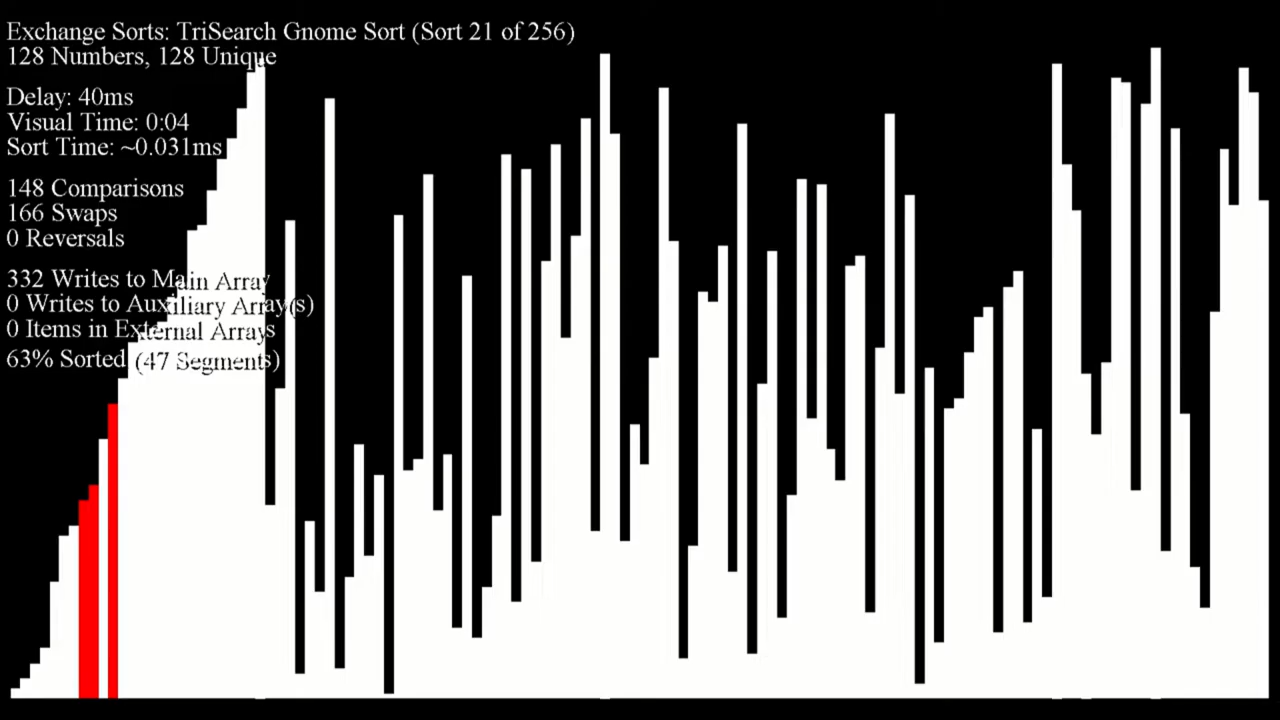 Exchange Sorts: TriSearch Gnome Sort (Sort 21 of 256)
128 Numbers, 128 Unique
Delay: 40ms
Visual Time: 0:04
Sort Time: ~0.031ms
148 Comparisons
166 Swaps
0 Reversals
332 Writes to Main Array
0 Writes to Auxiliary Array(s)
0 Items in External Arrays
63% Sorted (47 Segments)